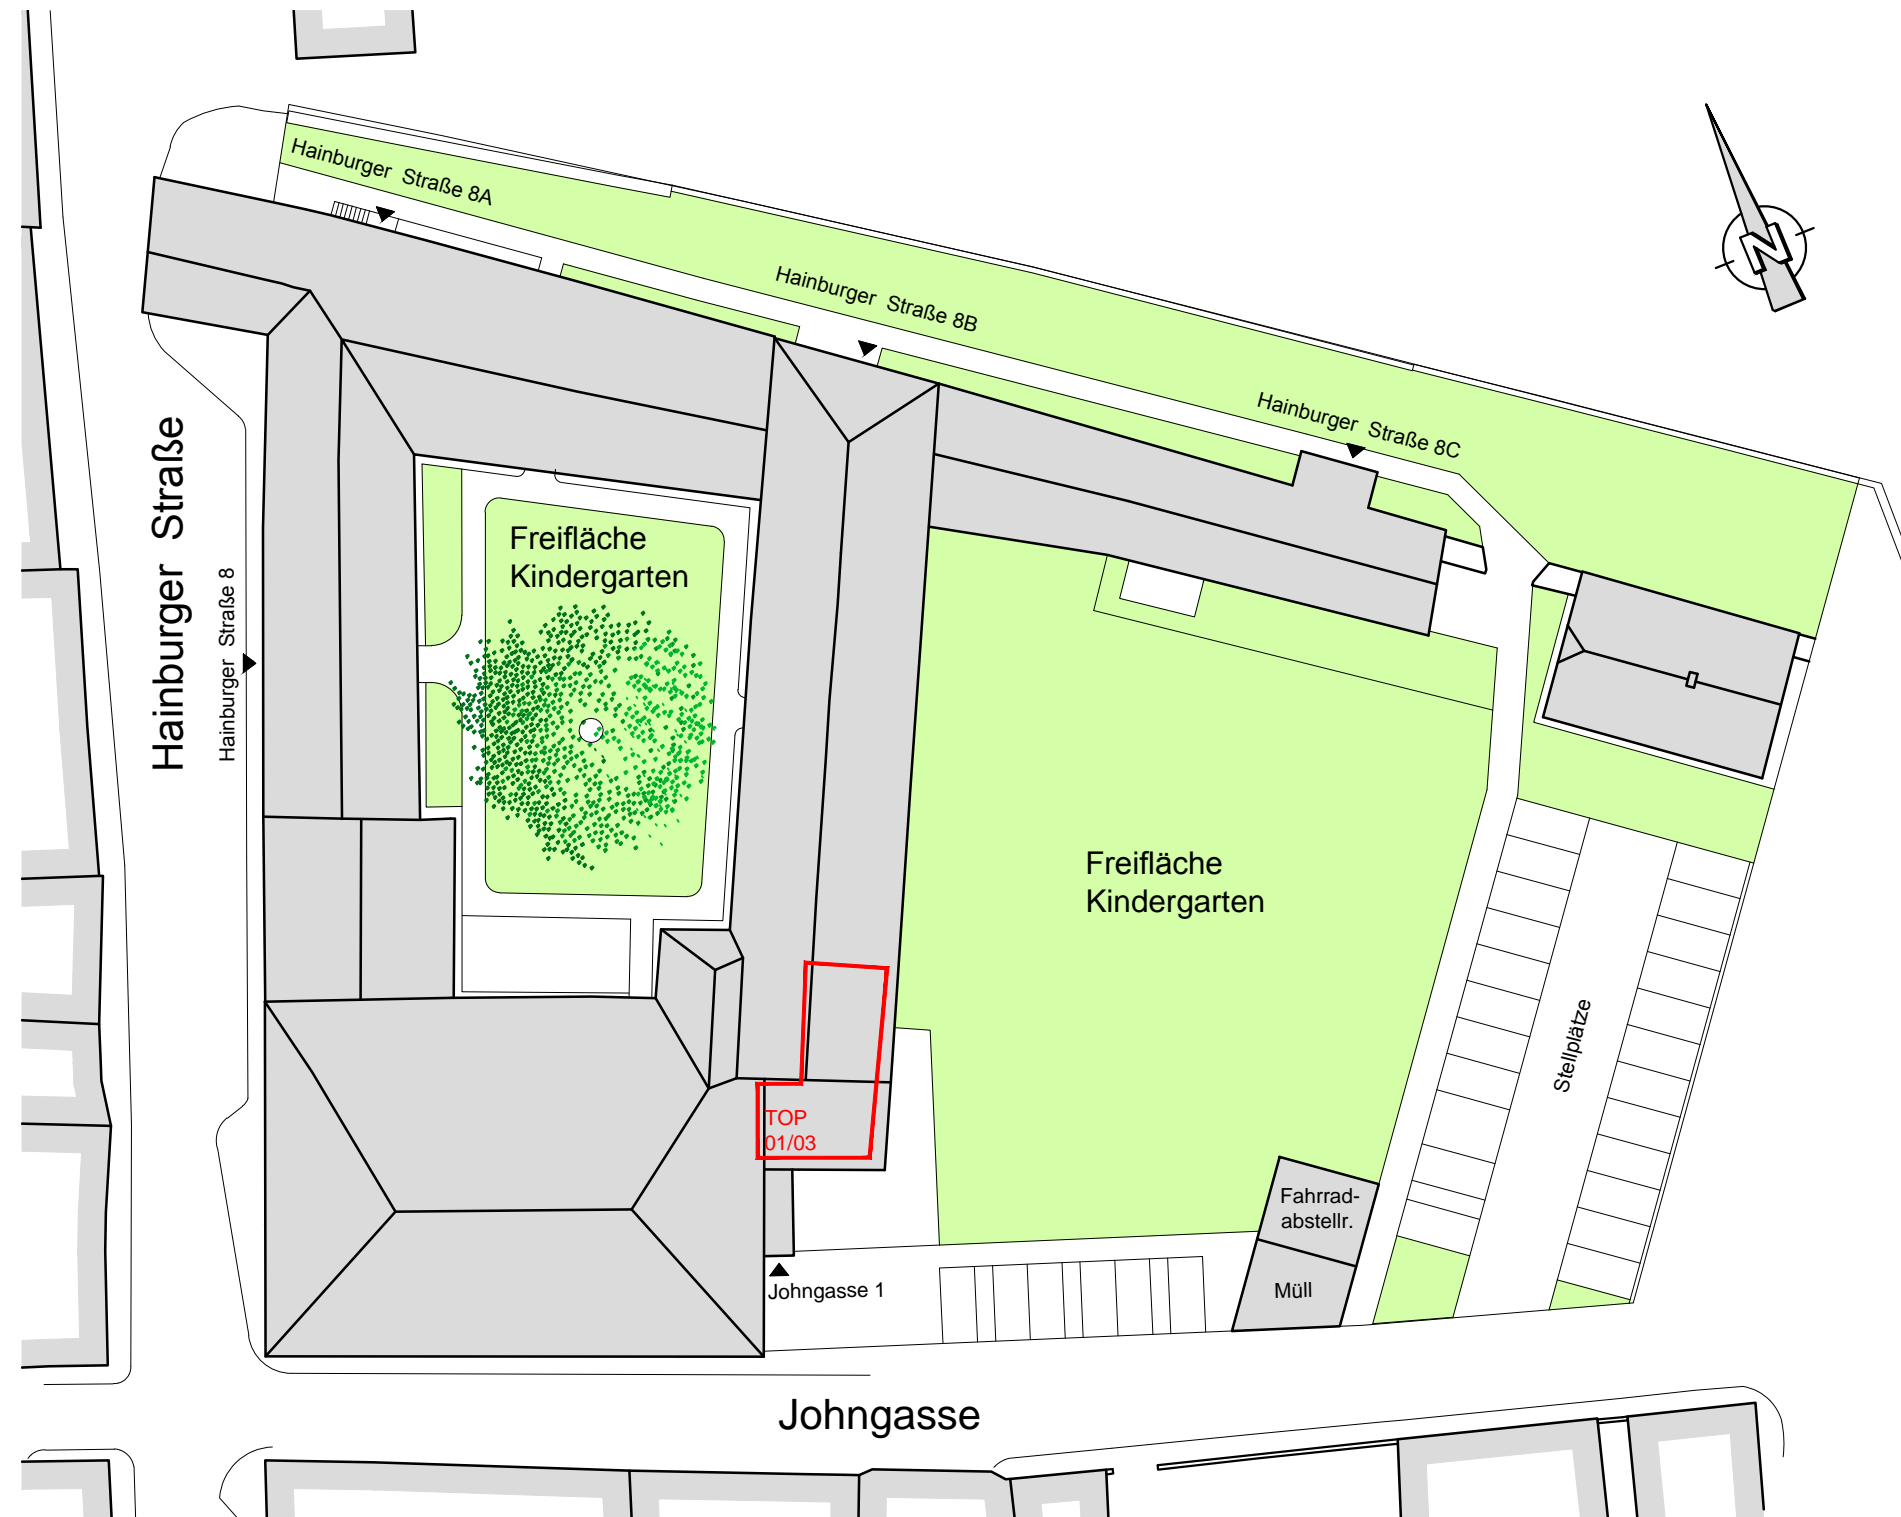 Hainburger Straße 8A
Hainburger Straße 8B
Hainburger Straße 8C
N
Hainburger Straße
Hainburger Straße 8
Freifläche
Kindergarten
Freifläche
Kindergarten
Stellplätze
TOP
01/03
Fahrrad-
abstellr.
Müll
Johngasse 1
Johngasse